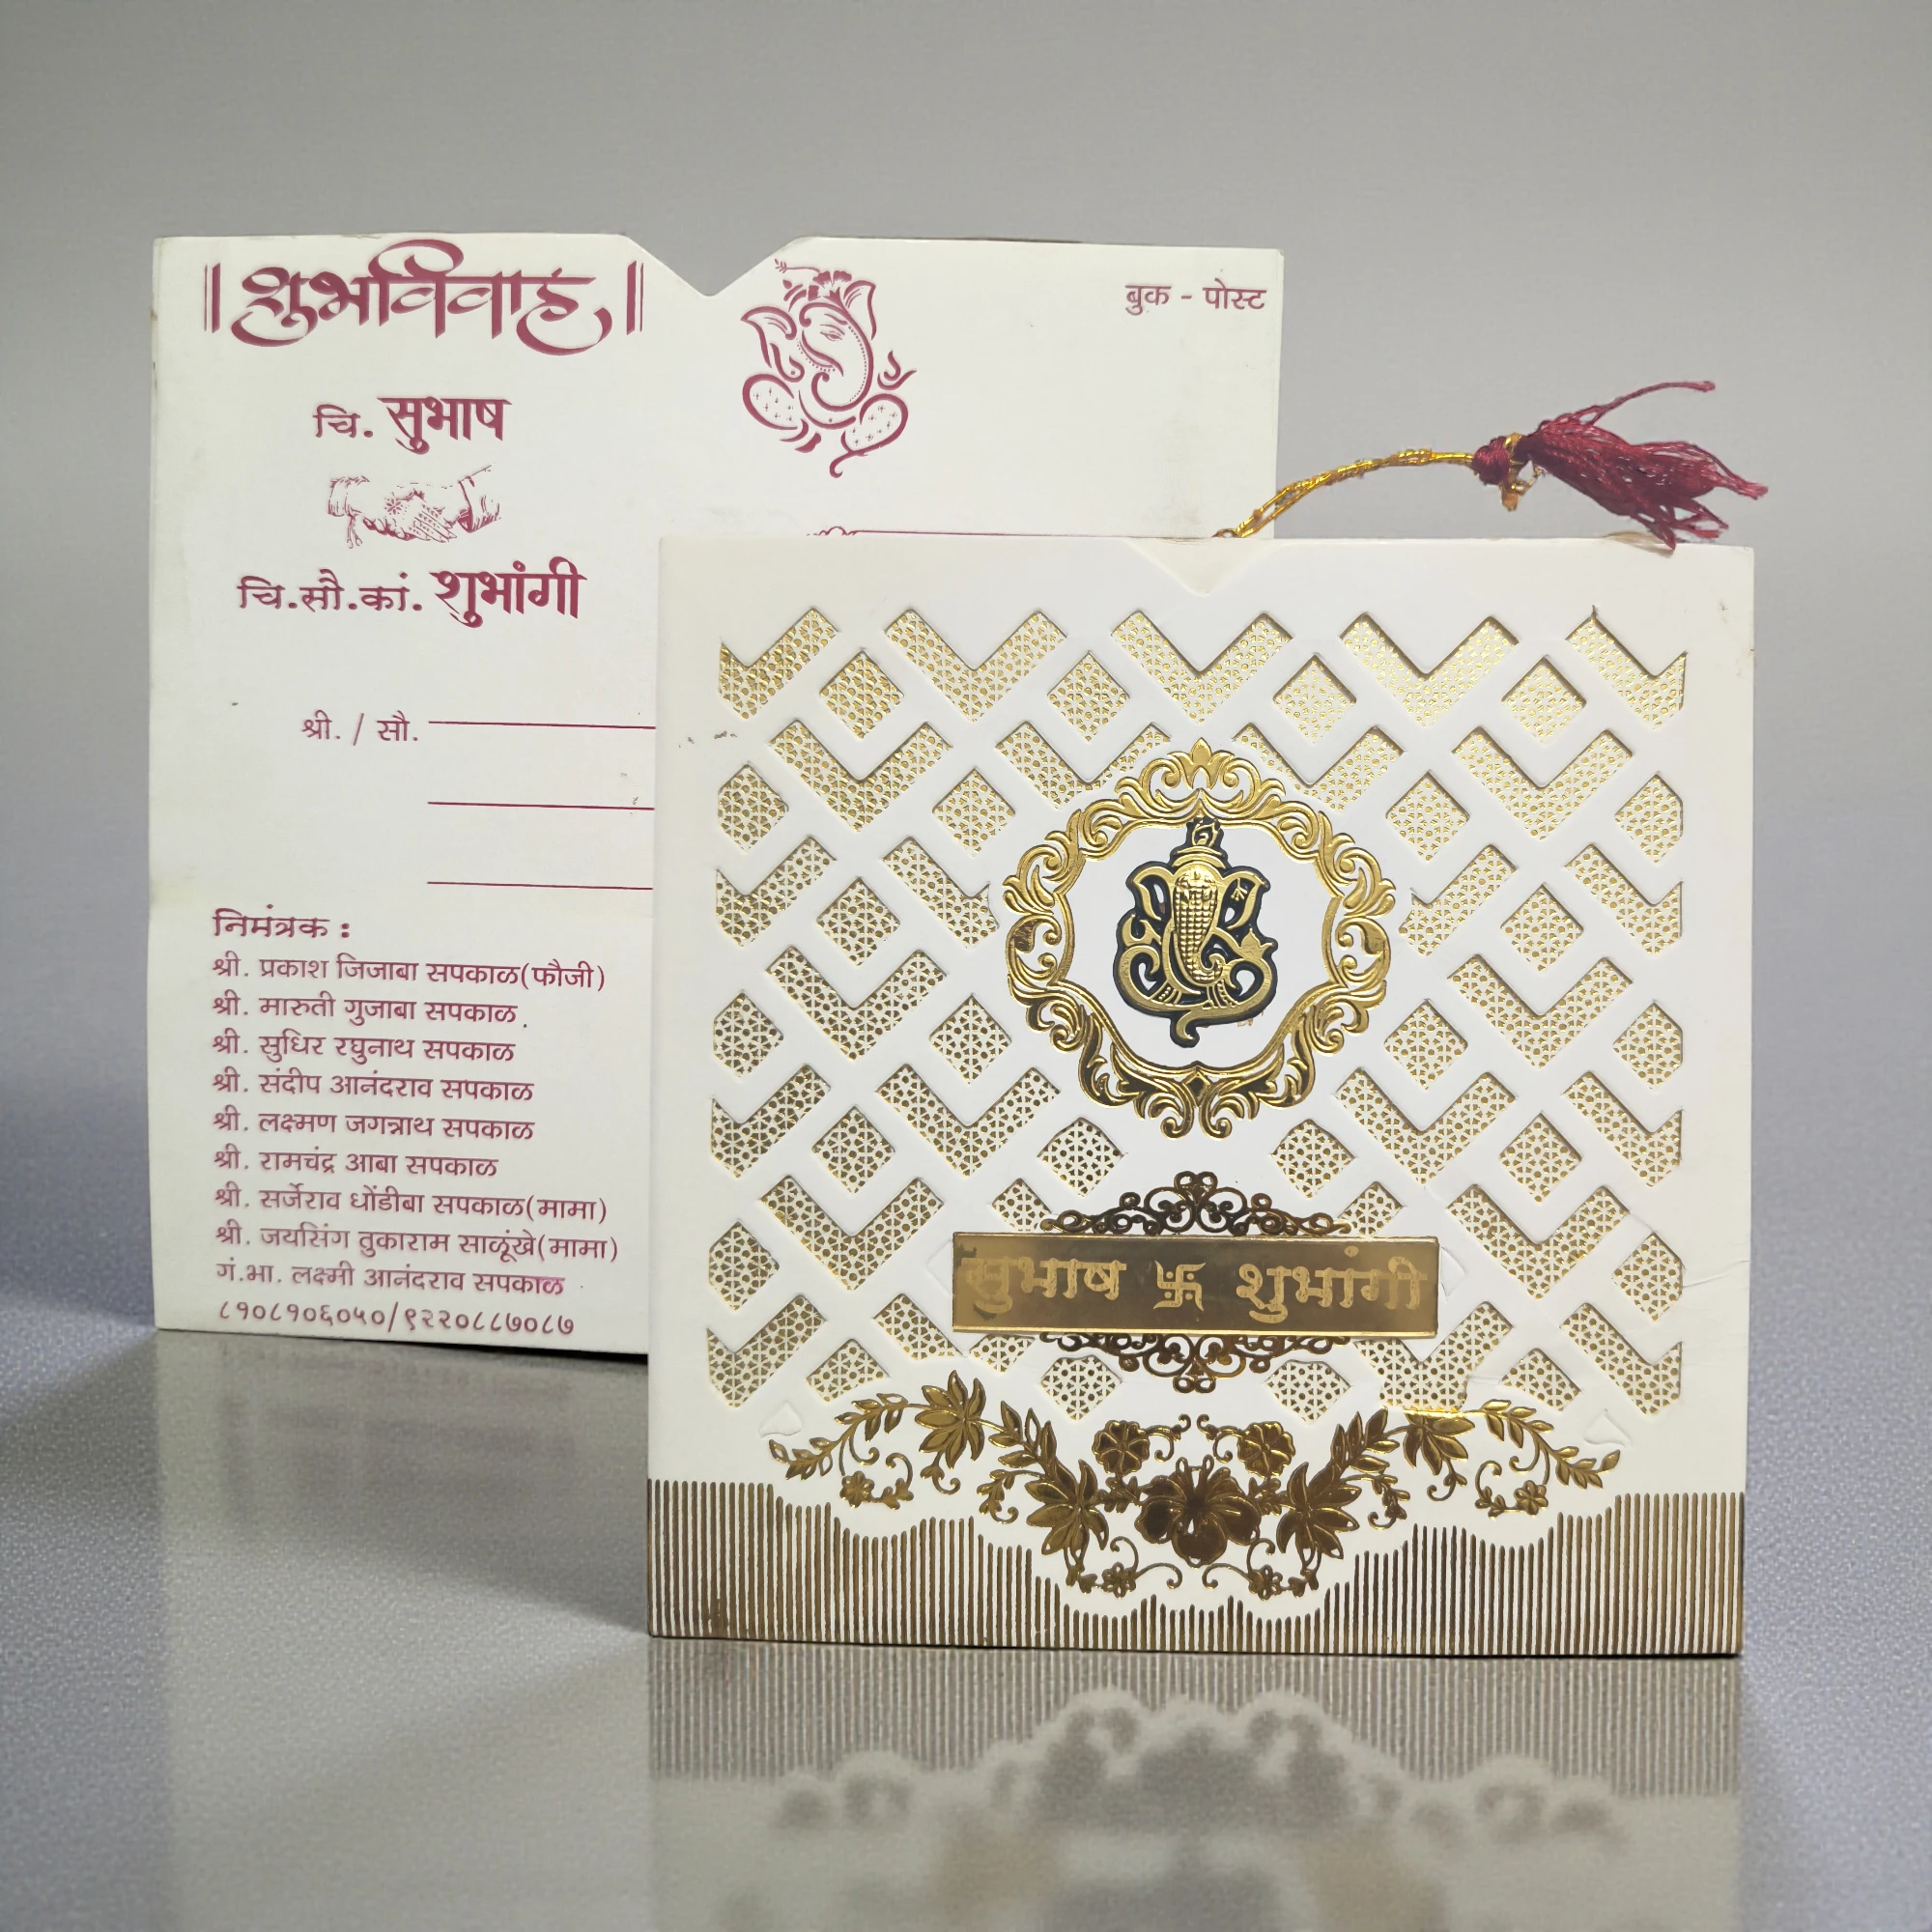 ॥ शुभविवाह ॥
बुक - पोस्ट
चि. सुभाष
चि.सौ.कां. शुभांगी
श्री. / सौ.
निमंत्रक :
श्री. प्रकाश जिजाबा सपकाळ(फौजी)
श्री. मारुती गुजाबा सपकाळ
श्री. सुधिर रघुनाथ सपकाळ
श्री. संदीप आनंदराव सपकाळ
श्री. लक्ष्मण जगन्नाथ सपकाळ
श्री. रामचंद्र आबा सपकाळ
श्री. सर्जेराव धोंडीबा सपकाळ(मामा)
श्री. जयसिंग तुकाराम साळूंखे(मामा)
गं.भा. लक्ष्मी आनंदराव सपकाळ
८१०८१०६०५०/९२२०८८७०८७
सुभाष 卐 शुभांगी